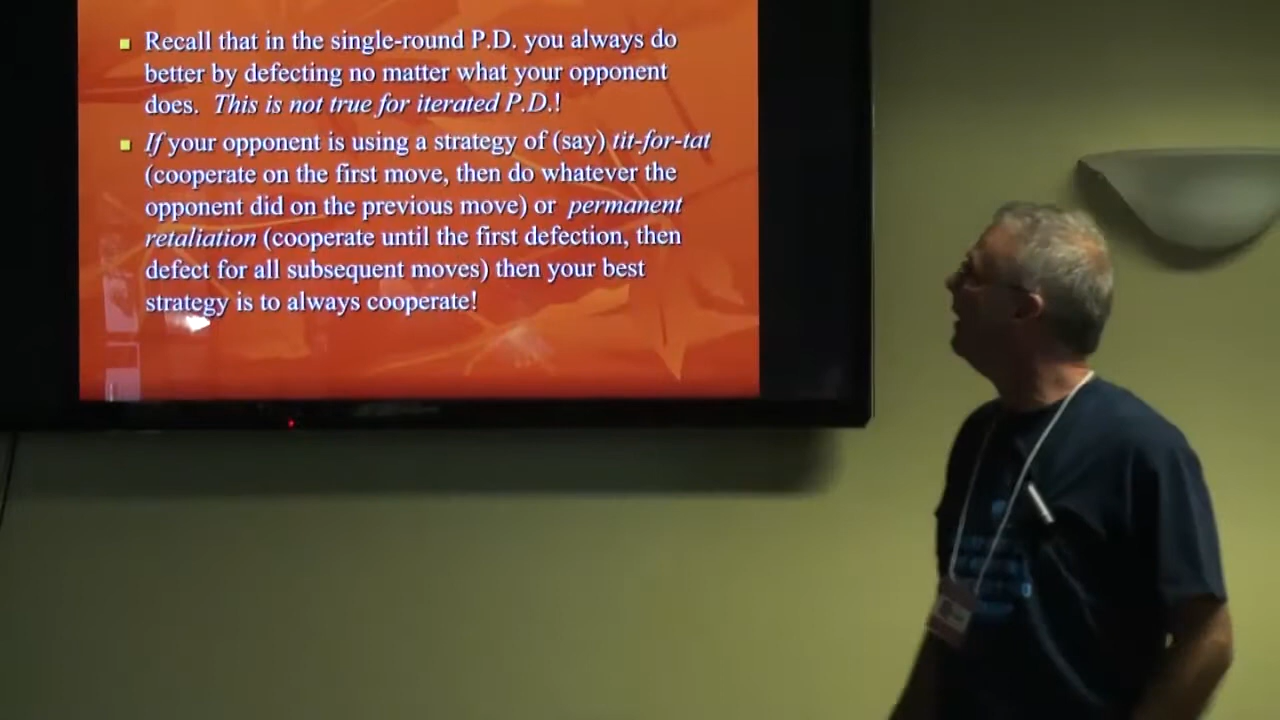 Recall that in the single-round P.D. you always do
better by defecting no matter what your opponent
does. This is not true for iterated P.D.!
If your opponent is using a strategy of (say) tit-for-tat
(cooperate on the first move, then do whatever the
opponent did on the previous move) or permanent
retaliation (cooperate until the first defection, then
defect for all subsequent moves) then your best
strategy is to always cooperate!